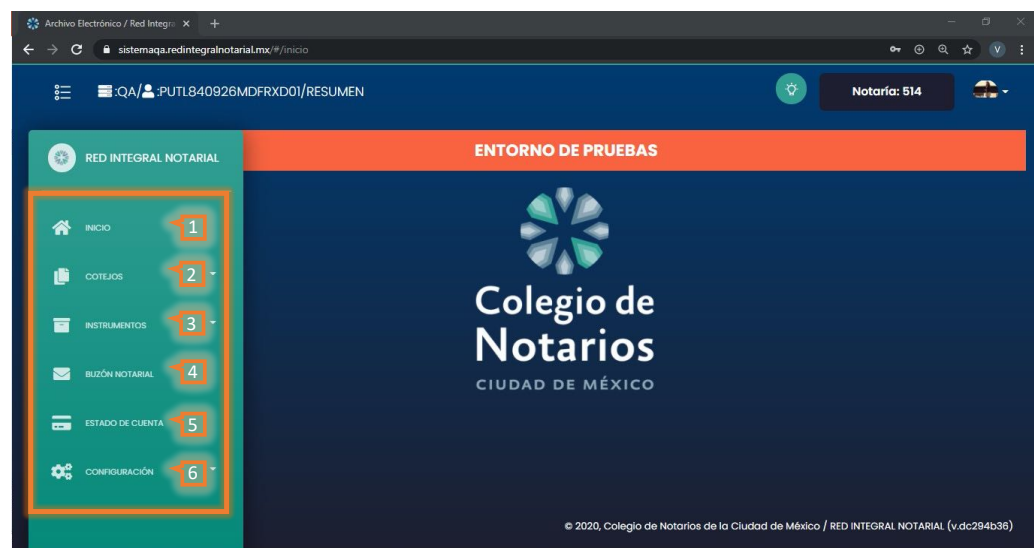 Archivo Electrónico / Red Integra
sistemaqa.redintegralnotarial.mx/#/inicio
V
:QA/ :PUTL840926MDFRXD01/RESUMEN
Notaría: 514
RED INTEGRAL NOTARIAL
ENTORNO DE PRUEBAS
INICIO 1
COTEJOS 2
INSTRUMENTOS 3
BUZÓN NOTARIAL 4
ESTADO DE CUENTA 5
CONFIGURACIÓN 6
Colegio de
Notarios
CIUDAD DE MÉXICO
© 2020, Colegio de Notarios de la Ciudad de México / RED INTEGRAL NOTARIAL (v.dc294b36)